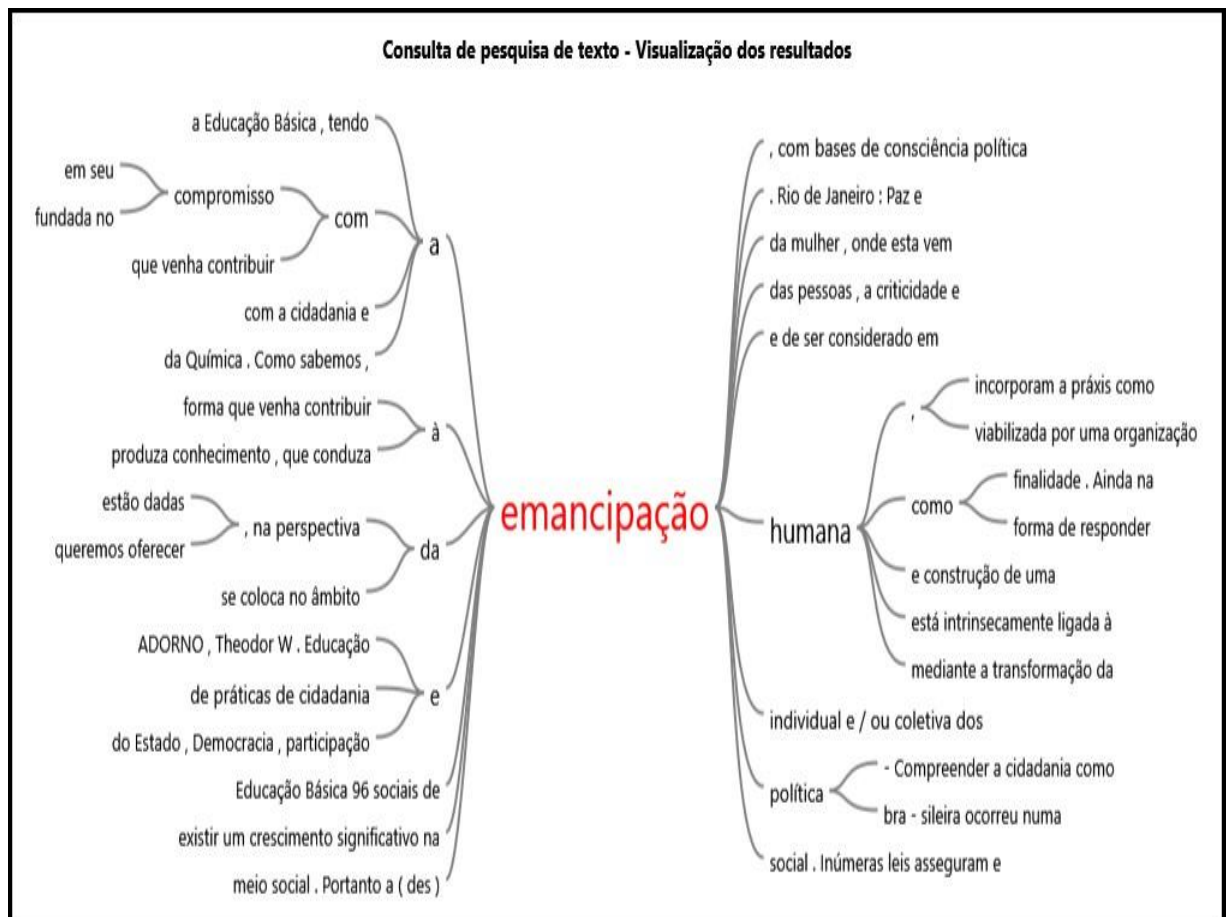 Consulta de pesquisa de texto - Visualização dos resultados
a Educação Básica , tendo
em seu
fundada no
compromisso
que venha contribuir
com
com a cidadania e
da Química . Como sabemos ,
a
forma que venha contribuir
produza conhecimento , que conduza
à
estão dadas
queremos oferecer
, na perspectiva
se coloca no âmbito
da
ADORNO , Theodor W . Educação
de práticas de cidadania
do Estado , Democracia , participação
e
Educação Básica 96 sociais de
existir um crescimento significativo na
meio social . Portanto a ( des )
emancipação
, com bases de consciência política
. Rio de Janeiro : Paz e
da mulher , onde esta vem
das pessoas , a criticidade e
e de ser considerado em
humana
,
incorporam a práxis como
viabilizada por uma organização
como
finalidade . Ainda na
forma de responder
e construção de uma
está intrinsecamente ligada à
mediante a transformação da
individual e / ou coletiva dos
política
- Compreender a cidadania como
bra - sileira ocorreu numa
social . Inúmeras leis asseguram e